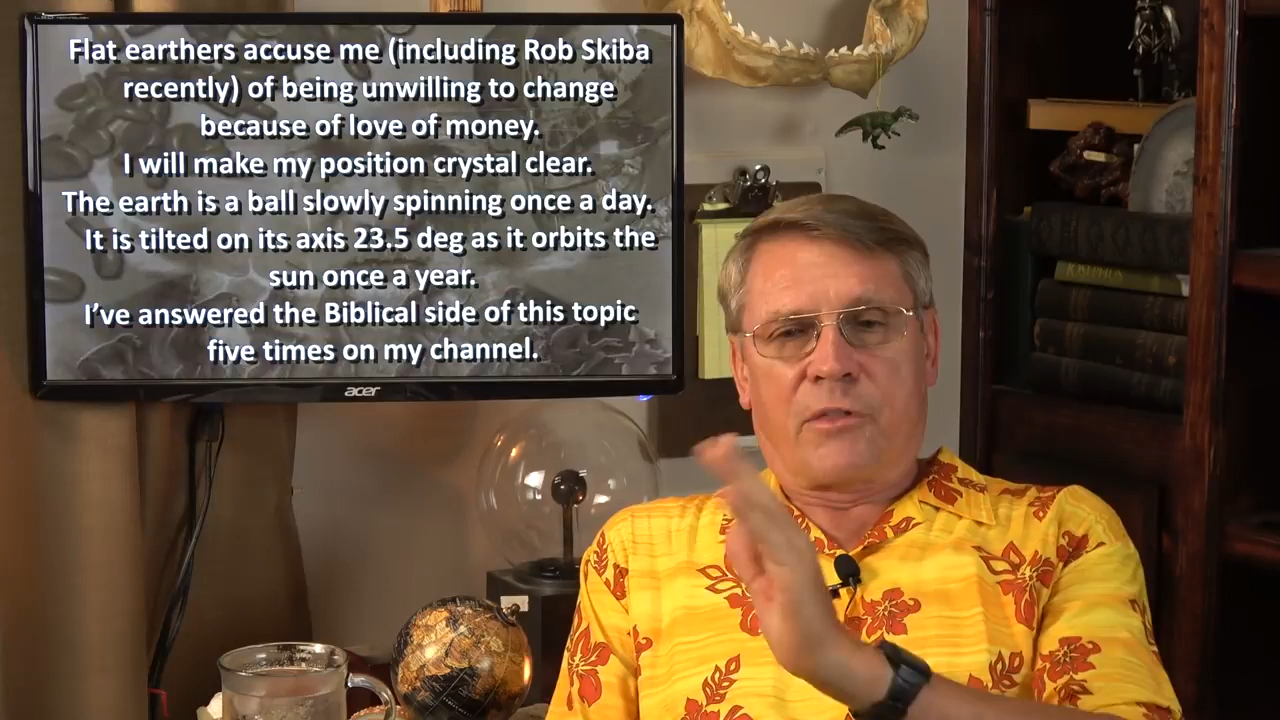 Flat earthers accuse me (including Rob Skiba
recently) of being unwilling to change
because of love of money.
I will make my position crystal clear.
The earth is a ball slowly spinning once a day.
It is tilted on its axis 23.5 deg as it orbits the
sun once a year.
I've answered the Biblical side of this topic
five times on my channel.
acer